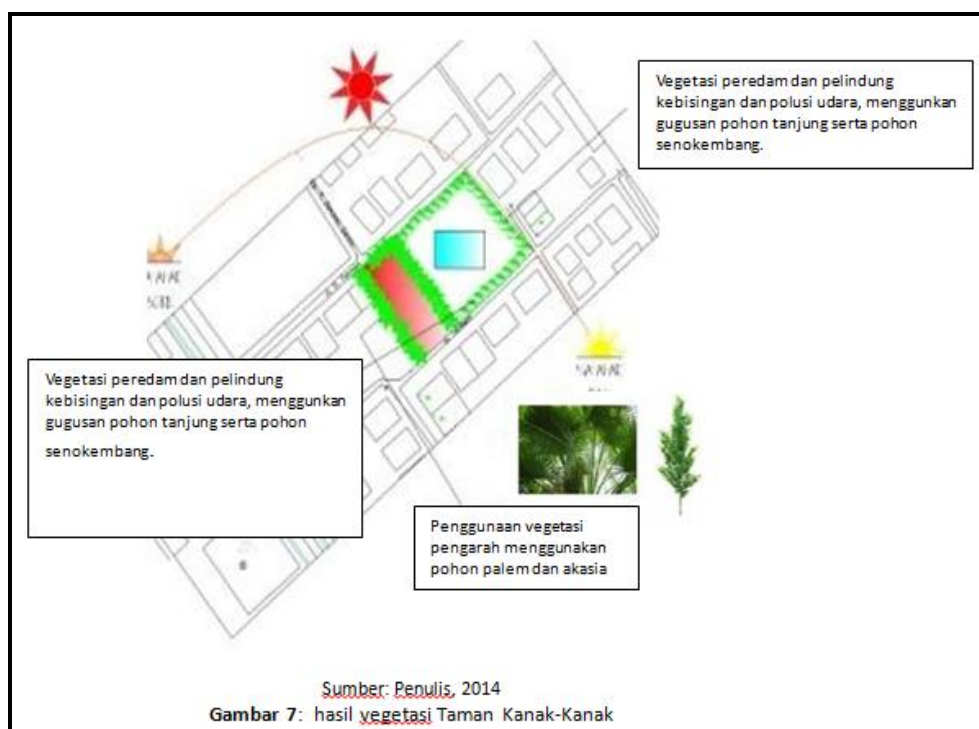 Vegetasi peredam dan pelindung
kebisingan dan polusi udara, menggunkan
gugusan pohon tanjung serta pohon
senokembang.
Vegetasi peredam dan pelindung
kebisingan dan polusi udara, menggunkan
gugusan pohon tanjung serta pohon
senokembang.
Penggunaan vegetasi
pengarah menggunakan
pohon palem dan akasia
Sumber: Penulis, 2014
Gambar 7: hasil vegetasi Taman Kanak-Kanak